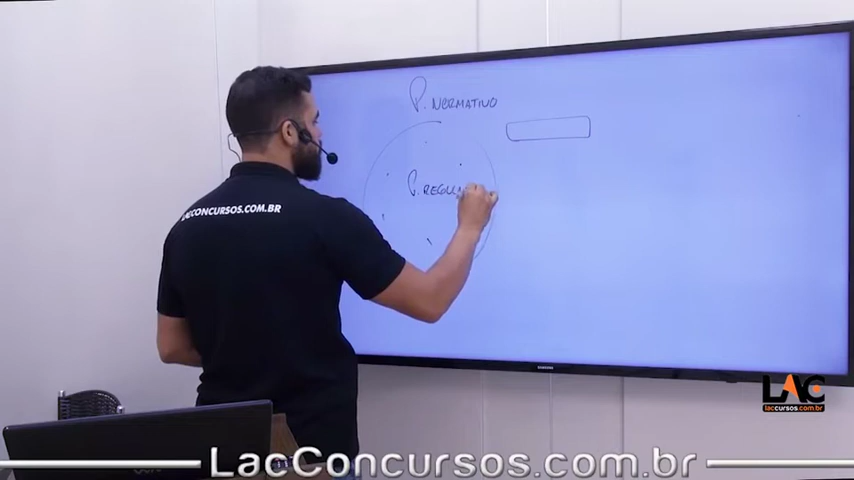 P. NORMATIVO
P.
LACCONCURSOS.COM.BR
SAMSUNG
LAC
laccursos.com.br
LacConcursos.com.br